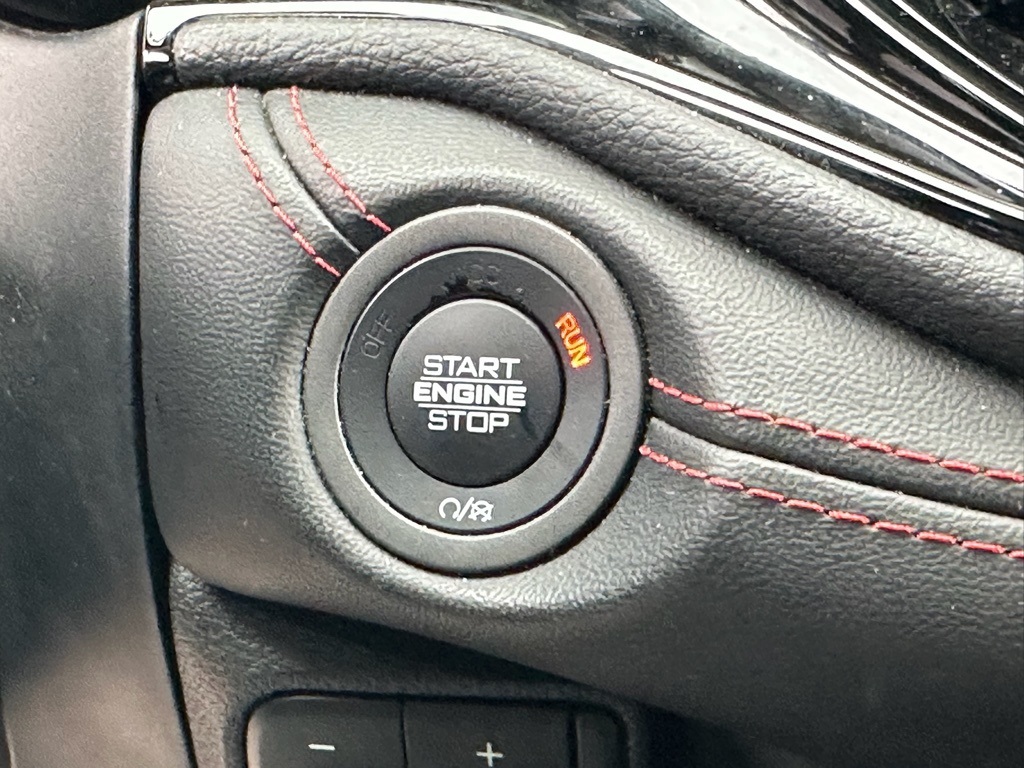 OFF
RUN
START
ENGINE
STOP
-
+